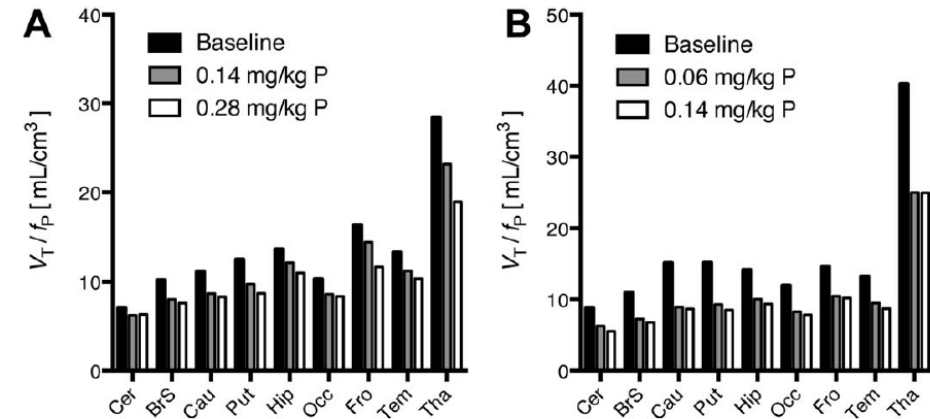 A
40
30
20
10
0
V_T / f_P [ mL/cm³ ]
Baseline
0.14 mg/kg P
0.28 mg/kg P
Cer BrS Cau Put Hip Occ Fro Tem Tha
B
50
40
30
20
10
0
V_T / f_P [ mL/cm³ ]
Baseline
0.06 mg/kg P
0.14 mg/kg P
Cer BrS Cau Put Hip Occ Fro Tem Tha